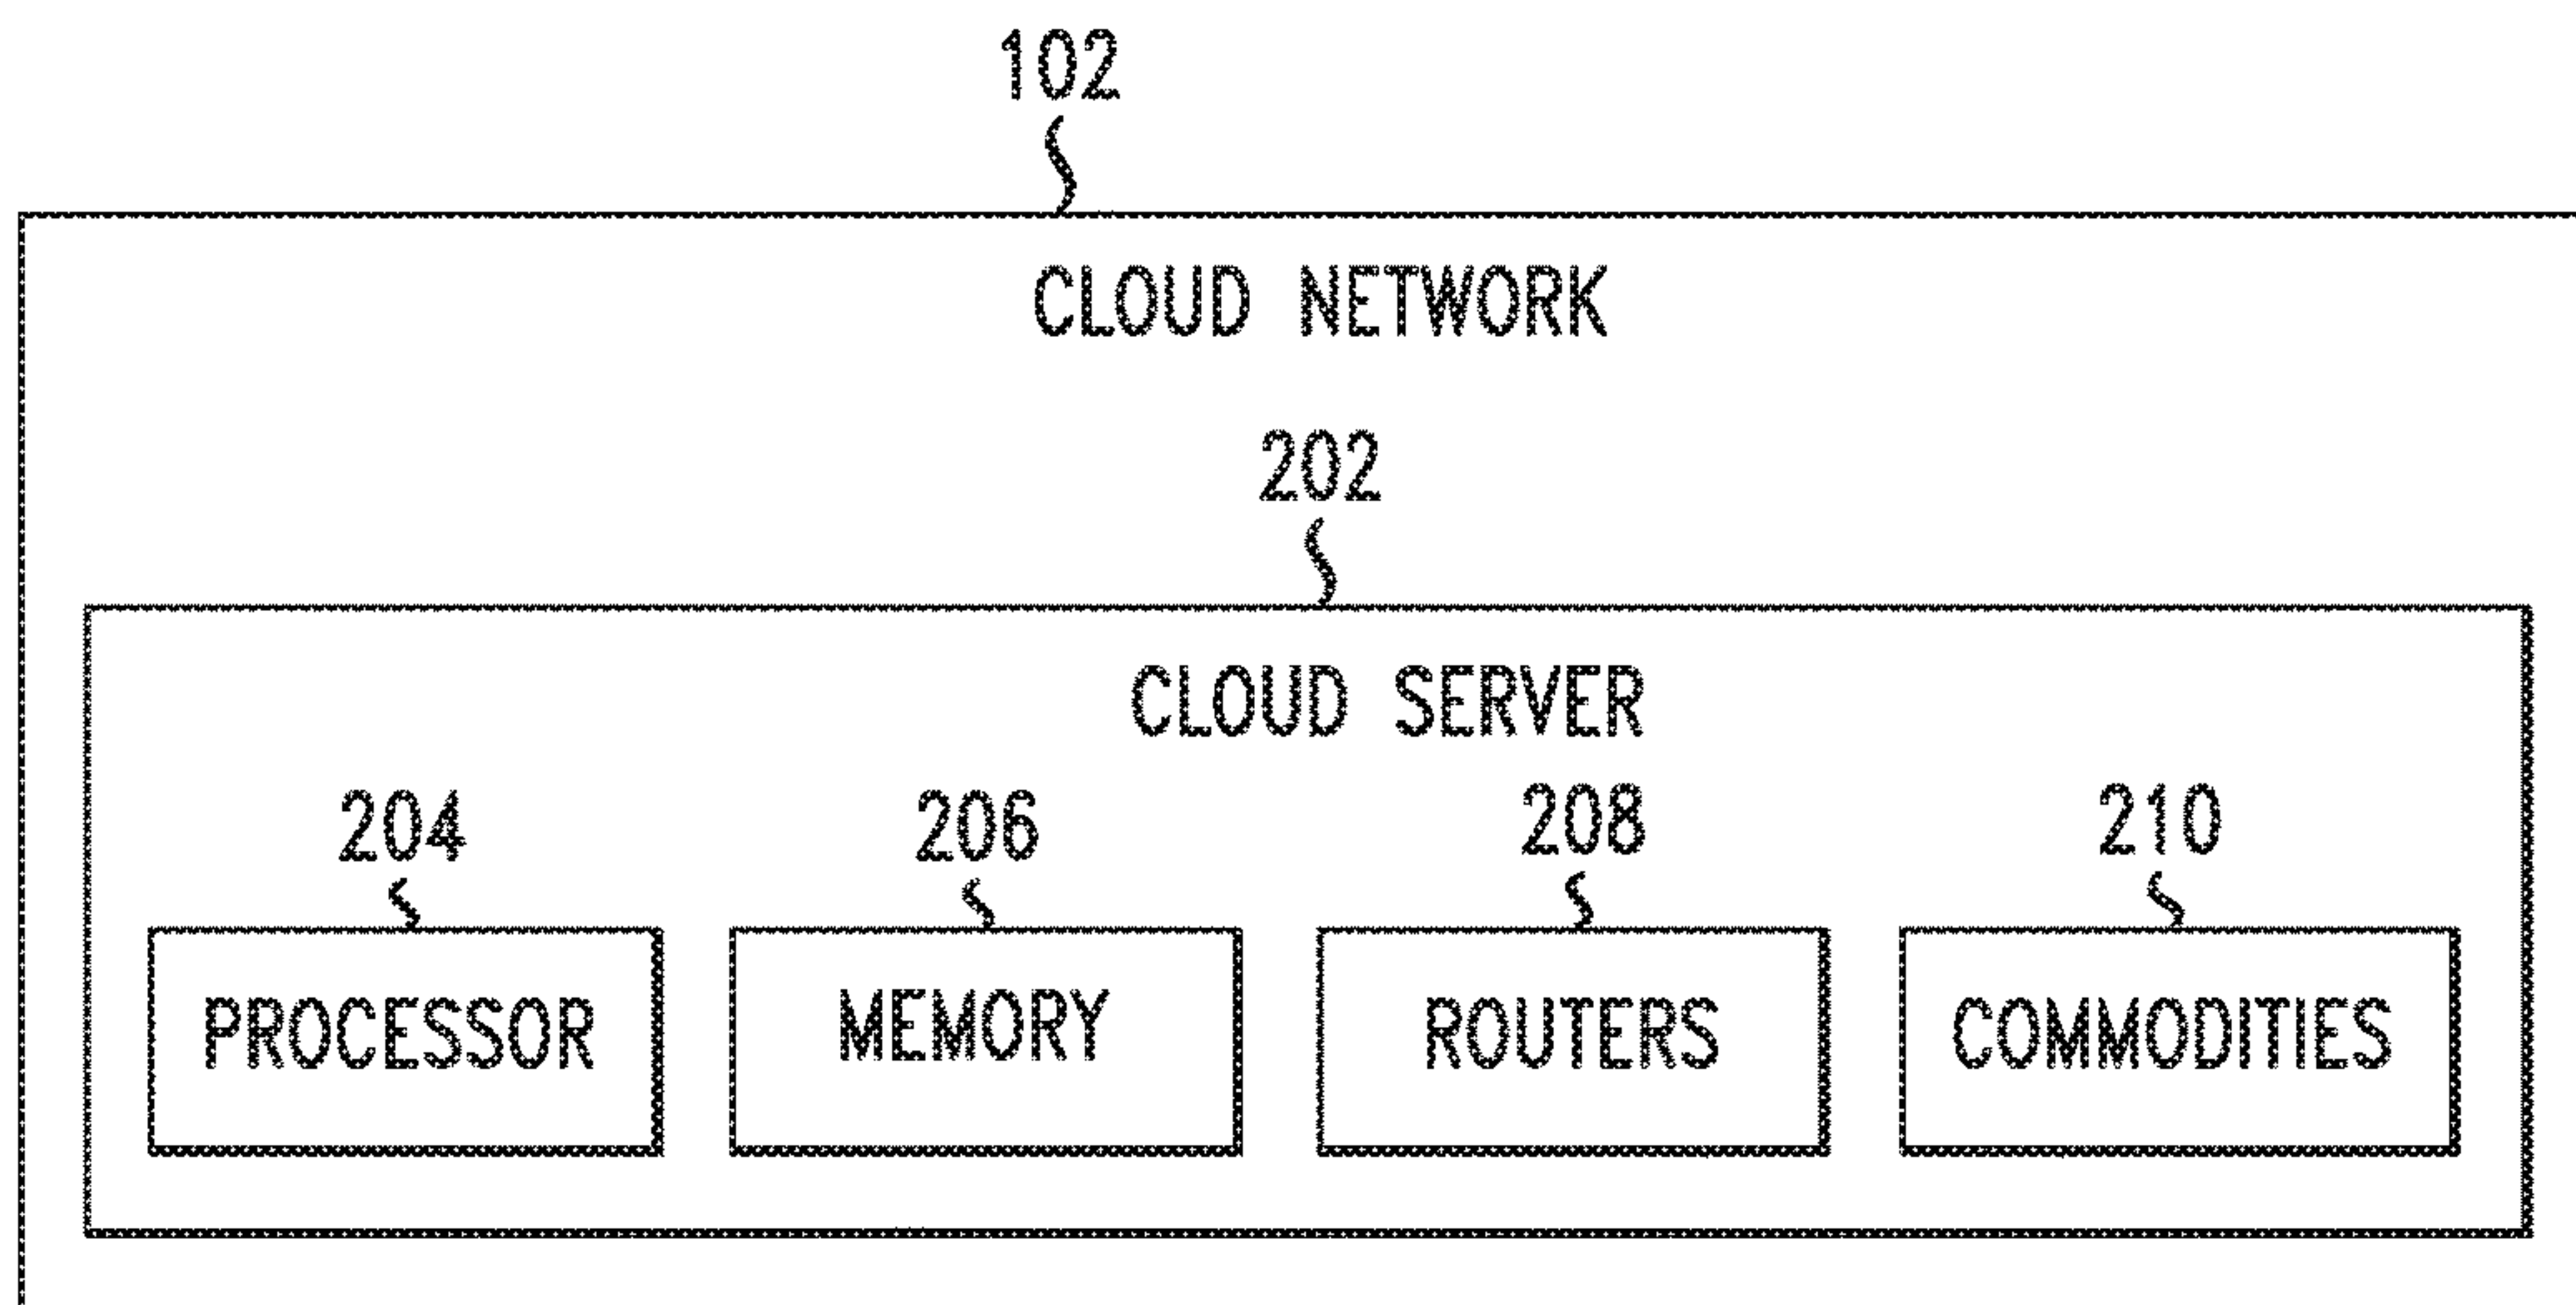 102
CLOUD NETWORK
202
CLOUD SERVER
204 206 208 210
PROCESSOR MEMORY ROUTERS COMMODITIES